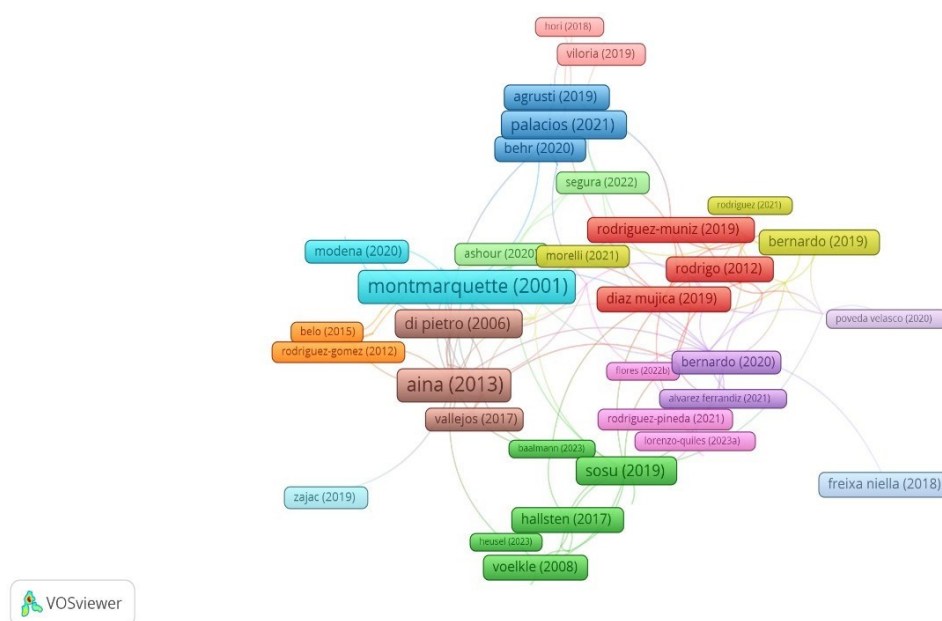 hori (2018)
viloria (2019)
agrusti (2019)
palacios (2021)
behr (2020)
segura (2022)
rodriguez (2021)
rodriguez-muniz (2019)
bernardo (2019)
modena (2020)
ashour (2020)
morelli (2021)
rodrigo (2012)
montmarquette (2001)
diaz mujica (2019)
di pietro (2006)
poveda velasco (2020)
belo (2015)
rodriguez-gomez (2012)
bernardo (2020)
flores (2022b)
aina (2013)
alvarez ferrandiz (2021)
vallejos (2017)
rodriguez-pineda (2021)
lorenzo-quiles (2023a)
baalmann (2023)
sosu (2019)
freixa niella (2018)
zajac (2019)
hallsten (2017)
heusel (2023)
voelkle (2008)
VOSviewer